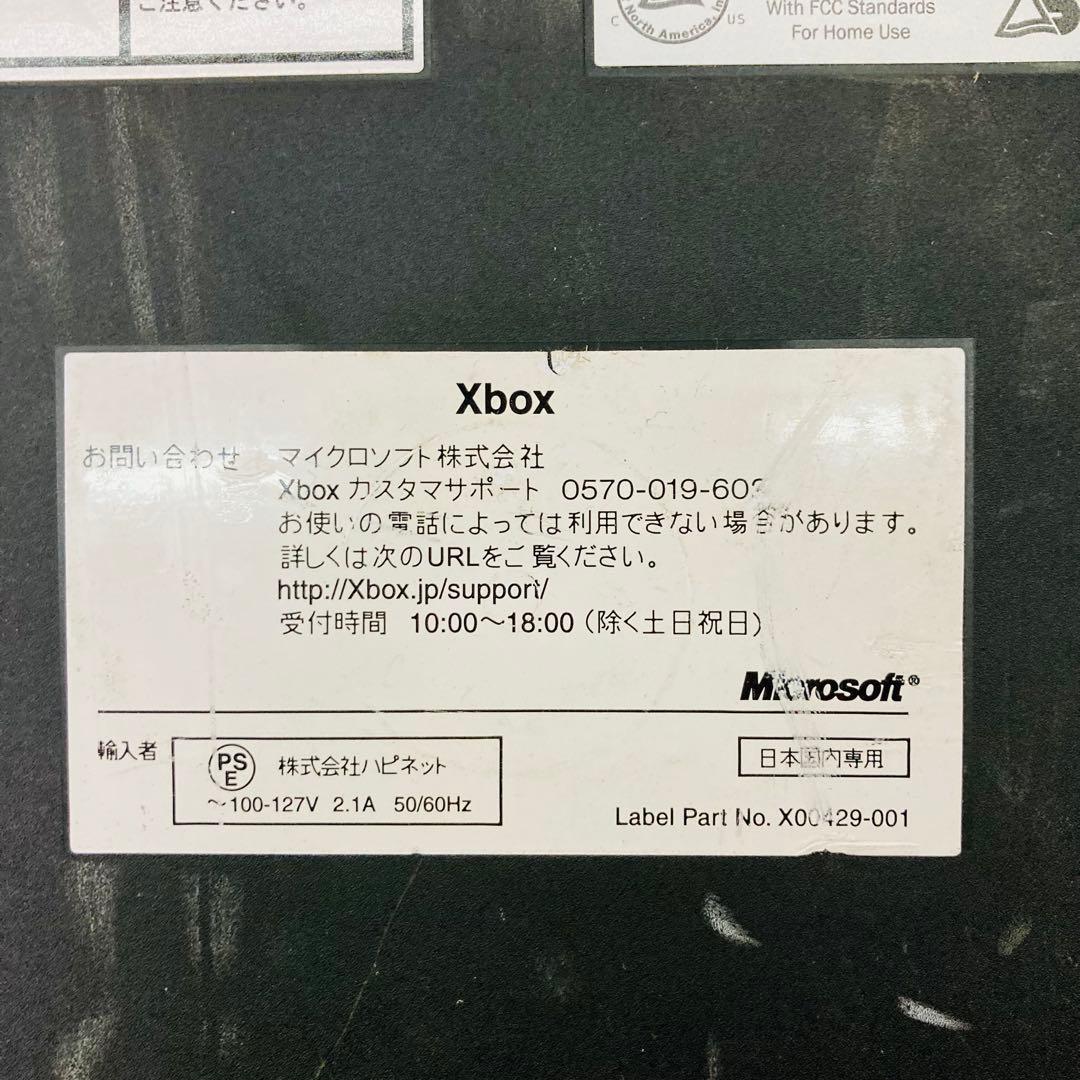 ご注意ください。
North America, In
C US
With FCC Standards
For Home Use
Xbox
お問い合わせ マイクロソフト株式会社
Xbox カスタマサポート
お使いの電話によっては利用できない場合があります。
詳しくは次のURLをご覧ください。
http://Xbox.jp/support/
受付時間 10:00〜18:00 (除く土日祝日)
Microsoft®
輸入者 PSE 株式会社ハピネット
〜100-127V 2.1A 50/60Hz
日本国内専用
Label Part No. X00429-001